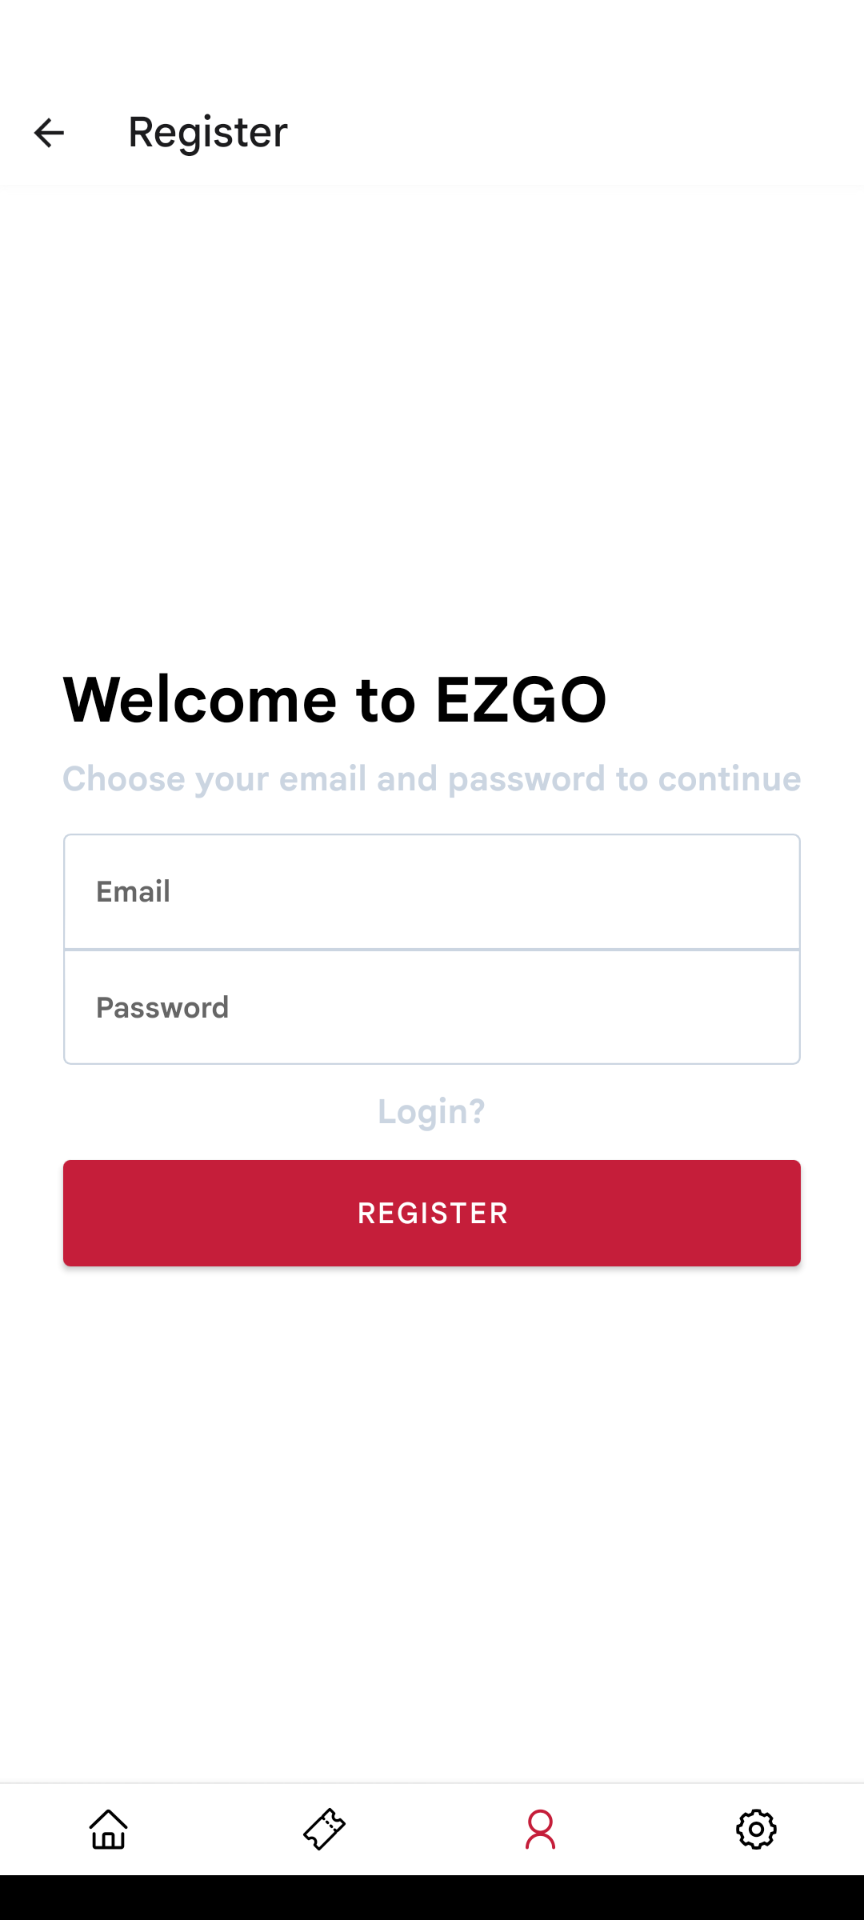 Register
Welcome to EZGO
Choose your email and password to continue
Email
Password
Login?
REGISTER